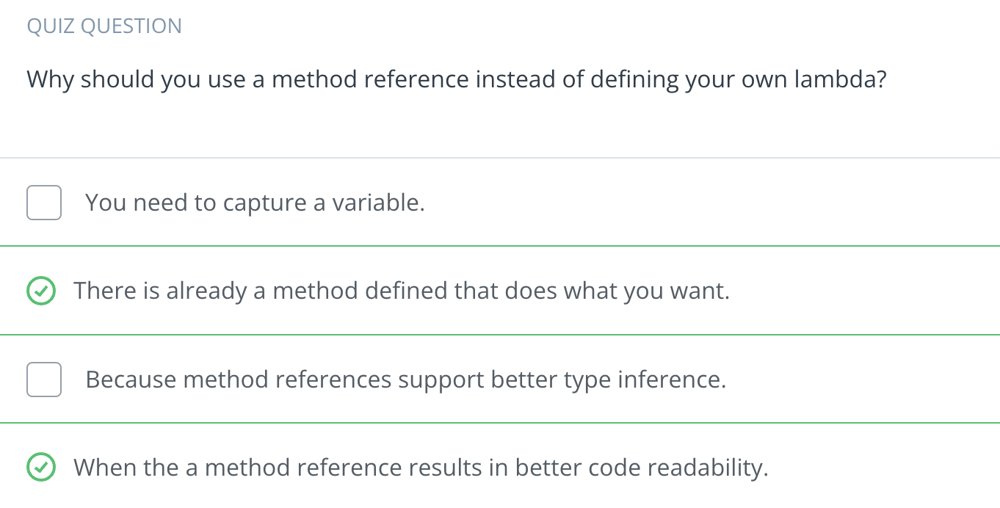 QUIZ QUESTION
Why should you use a method reference instead of defining your own lambda?
You need to capture a variable.
There is already a method defined that does what you want.
Because method references support better type inference.
When the a method reference results in better code readability.